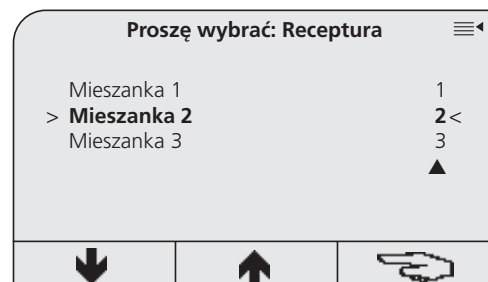 Proszę wybrać: Receptura
Mieszanka 1 1
> Mieszanka 2 2<
Mieszanka 3 3